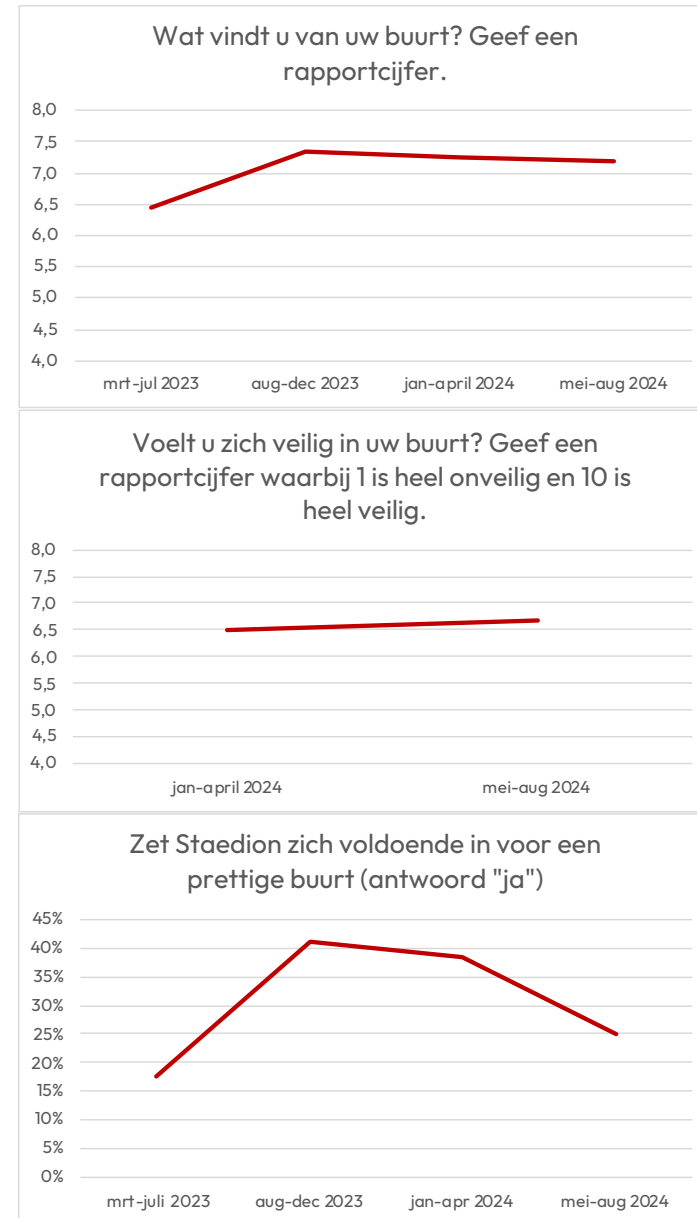 Wat vindt u van uw buurt? Geef een
rapportcijfer.
8,0
7,5
7,0
6,5
6,0
5,5
5,0
4,5
4,0
mrt-jul 2023 aug-dec 2023 jan-april 2024 mei-aug 2024
Voelt u zich veilig in uw buurt? Geef een
rapportcijfer waarbij 1 is heel onveilig en 10 is
heel veilig.
8,0
7,5
7,0
6,5
6,0
5,5
5,0
4,5
4,0
jan-april 2024 mei-aug 2024
Zet Staedion zich voldoende in voor een
prettige buurt (antwoord "ja")
45%
40%
35%
30%
25%
20%
15%
10%
5%
0%
mrt-juli 2023 aug-dec 2023 jan-apr 2024 mei-aug 2024